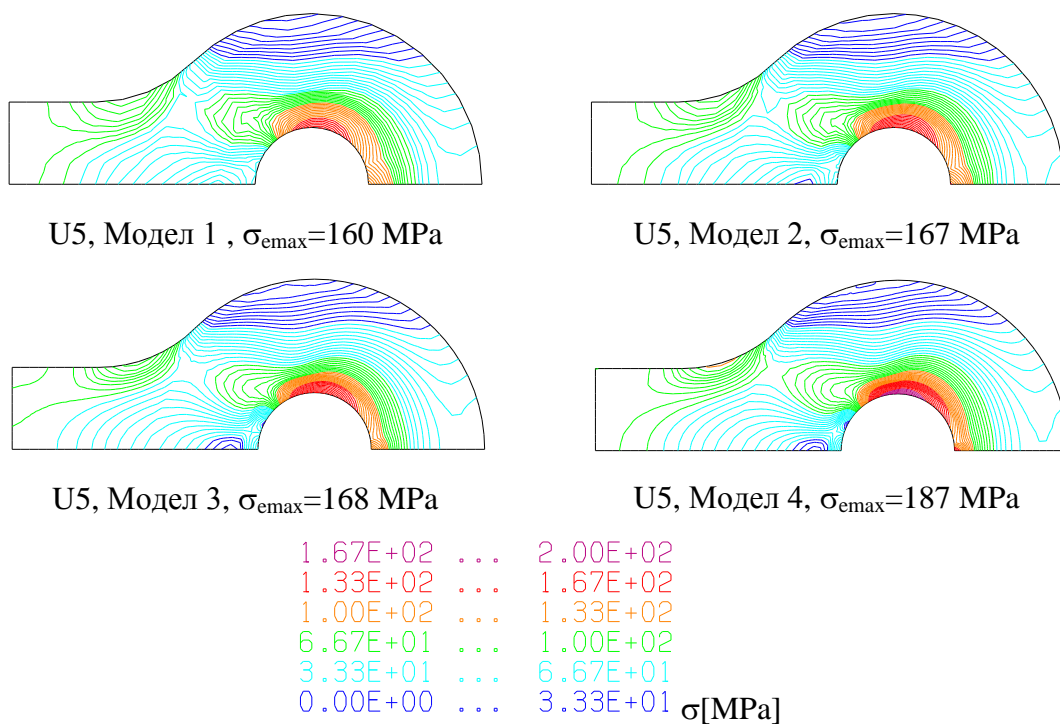 U5, Модел 1 , σemax=160 MPa
U5, Модел 2, σemax=167 MPa
U5, Модел 3, σemax=168 MPa
U5, Модел 4, σemax=187 MPa
1.67E+02 ... 2.00E+02
1.33E+02 ... 1.67E+02
1.00E+02 ... 1.33E+02
6.67E+01 ... 1.00E+02
3.33E+01 ... 6.67E+01
0.00E+00 ... 3.33E+01 σ[MPa]